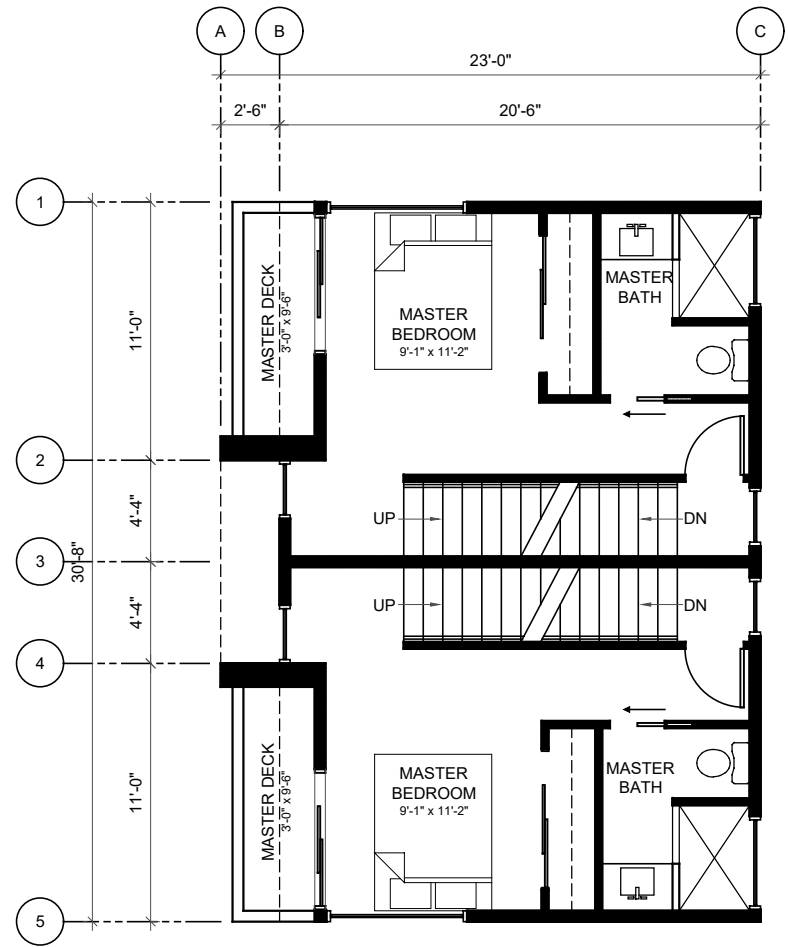 A
B
C
23'-0"
2'-6"
20'-6"
1
11'-0"
MASTER DECK
3'-0" x 9'-6"
MASTER
BEDROOM
9'-1" x 11'-2"
MASTER
BATH
2
4'-4"
UP
DN
3
30'-8"
4'-4"
UP
DN
4
11'-0"
MASTER DECK
3'-0" x 9'-6"
MASTER
BEDROOM
9'-1" x 11'-2"
MASTER
BATH
5